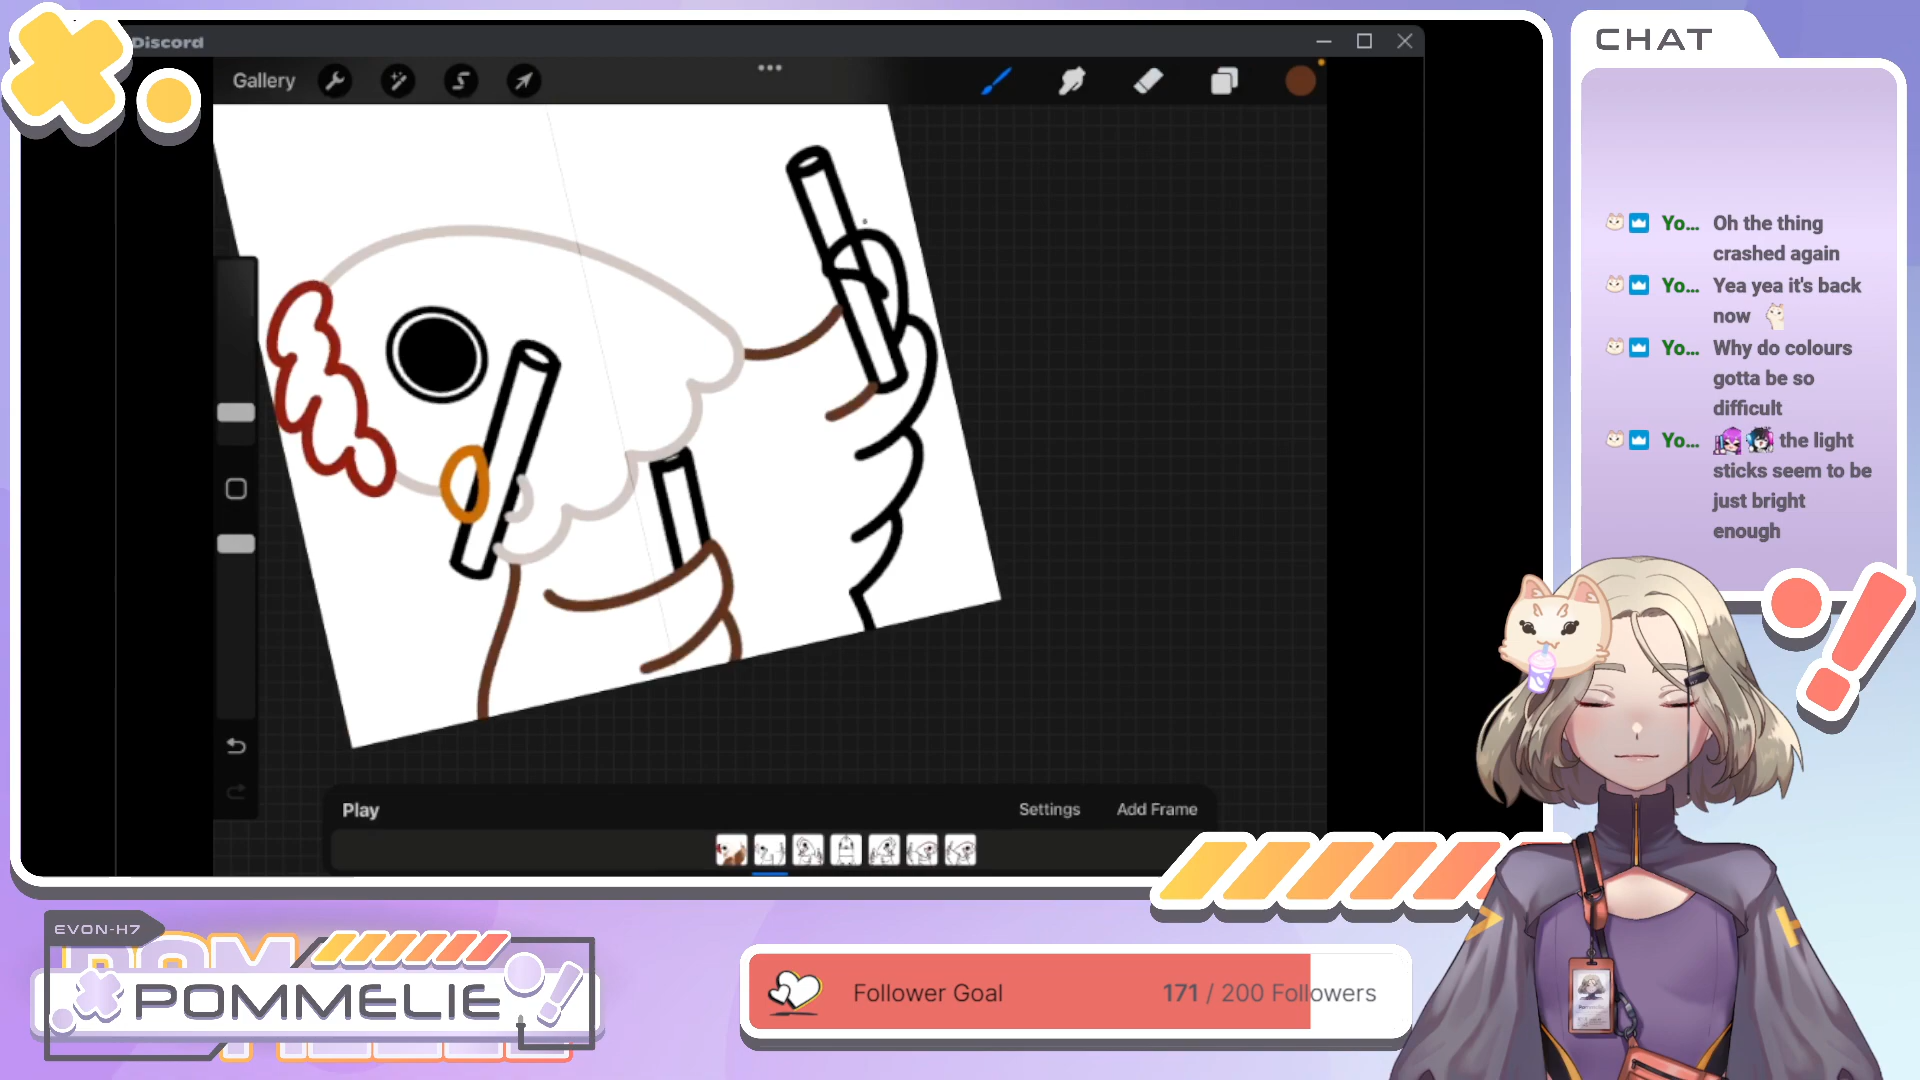 Discord
CHAT
Gallery
Yo... Oh the thing
crashed again
Yo... Yea yea it's back
now
Yo... Why do colours
gotta be so
difficult
Yo... the light
sticks seem to be
just bright
enough
Play
Settings
Add Frame
EVON-H7
POMMELIE
Follower Goal
171 / 200 Followers